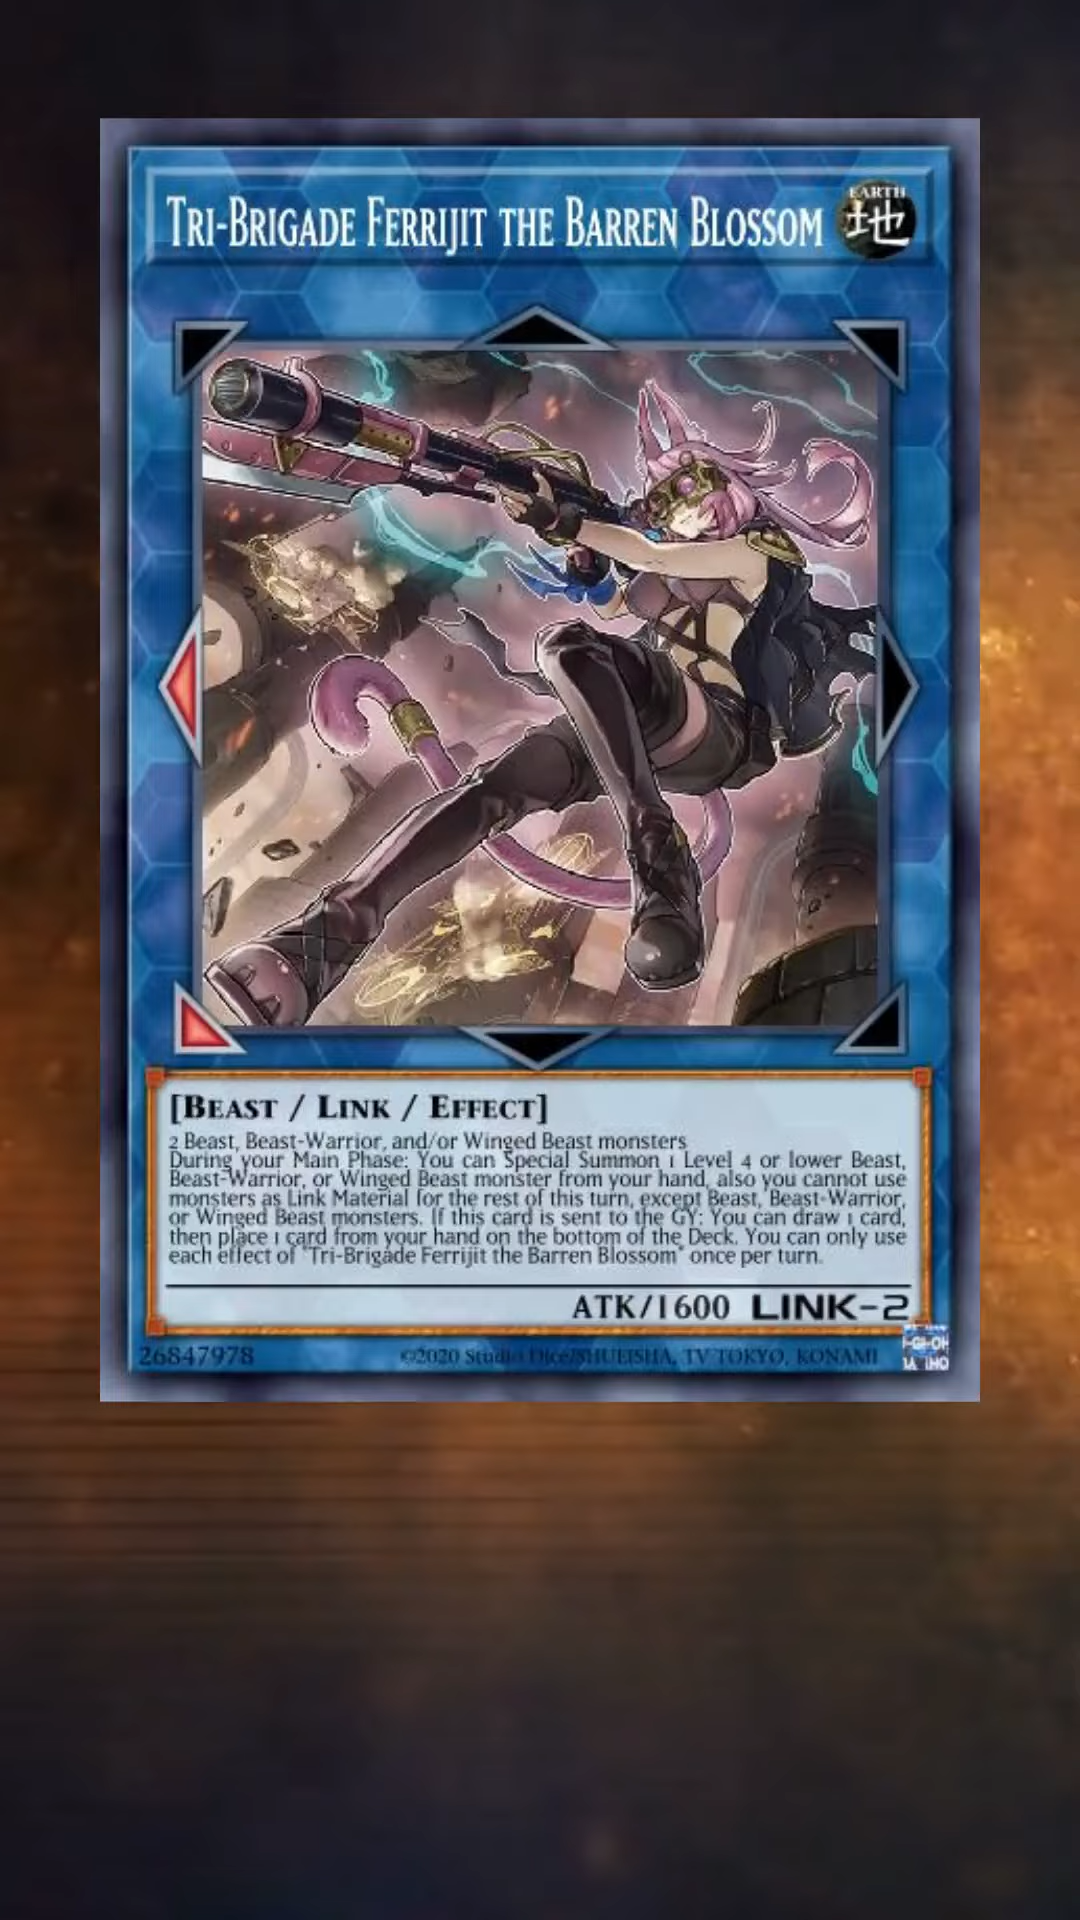 TRI-BRIGADE FERRIJIT THE BARREN BLOSSOM
EARTH
地
[BEAST / LINK / EFFECT]
2 Beast, Beast-Warrior, and/or Winged Beast monsters
During your Main Phase: You can Special Summon 1 Level 4 or lower Beast,
Beast-Warrior, or Winged Beast monster from your hand, also you cannot use
monsters as Link Material for the rest of this turn, except Beast, Beast-Warrior,
or Winged Beast monsters. If this card is sent to the GY: You can draw 1 card,
then place 1 card from your hand on the bottom of the Deck. You can only use
each effect of "Tri-Brigade Ferrijit the Barren Blossom" once per turn.
ATK/1600 LINK-2
26847978 ©2020 Studio Dice/SHUEISHA, TV TOKYO, KONAMI